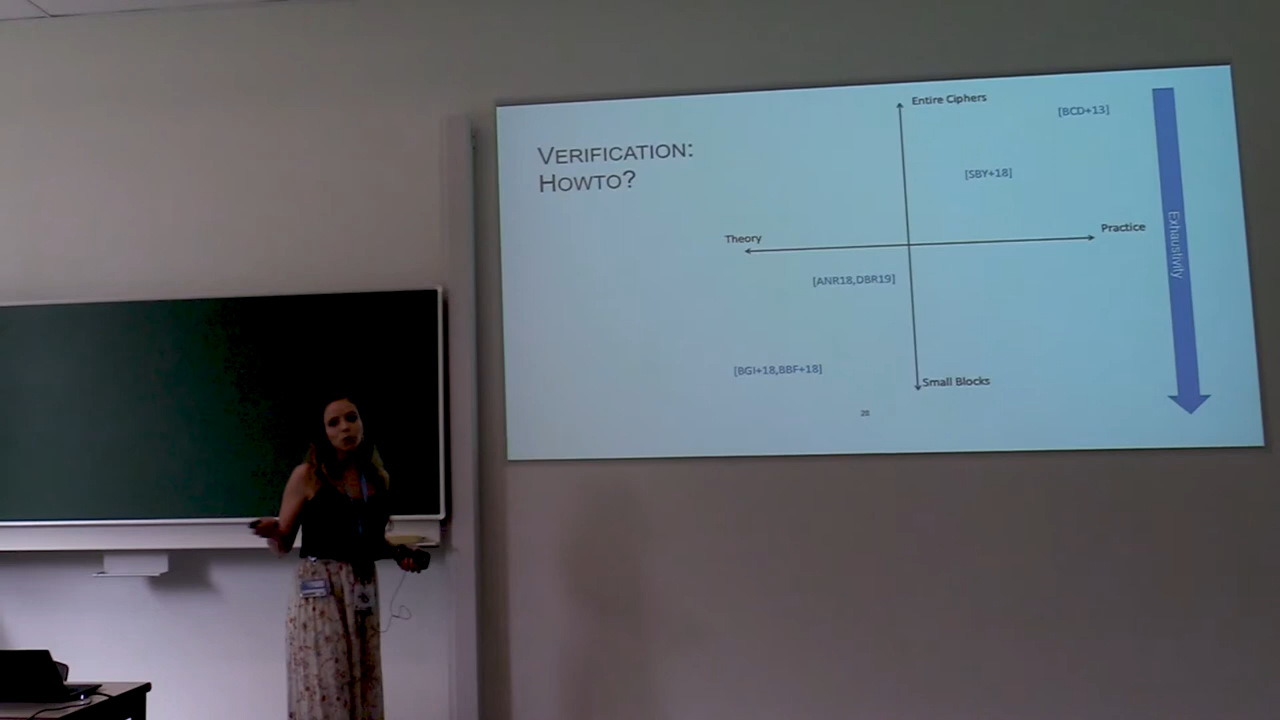 VERIFICATION:
HOWTO?
Entire Ciphers
[BCD+13]
[SBY+18]
Theory
Practice
Exhaustivity
[ANR18,DBR19]
[BGI+18,BBF+18]
Small Blocks
28